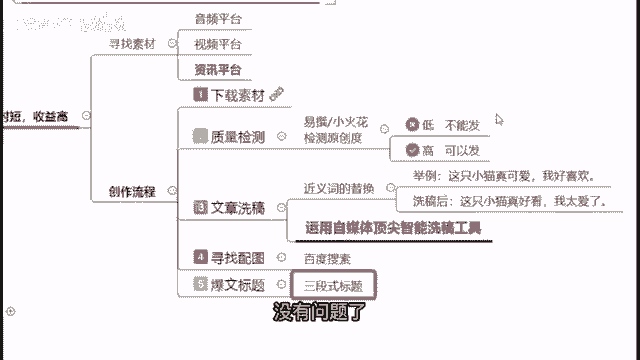 音频平台
寻找素材
视频平台
资讯平台
时短，收益高
1 下载素材
质量检测
易撰/小火花
检测原创度
低 不能发
高 可以发
创作流程
3 文章洗稿
近义词的替换
举例：这只小猫真可爱，我好喜欢。
洗稿后：这只小猫真好看，我太爱了。
运用自媒体顶尖智能洗稿工具
4 寻找配图
百度搜素
5 爆文标题
三段式标题
没有问题了